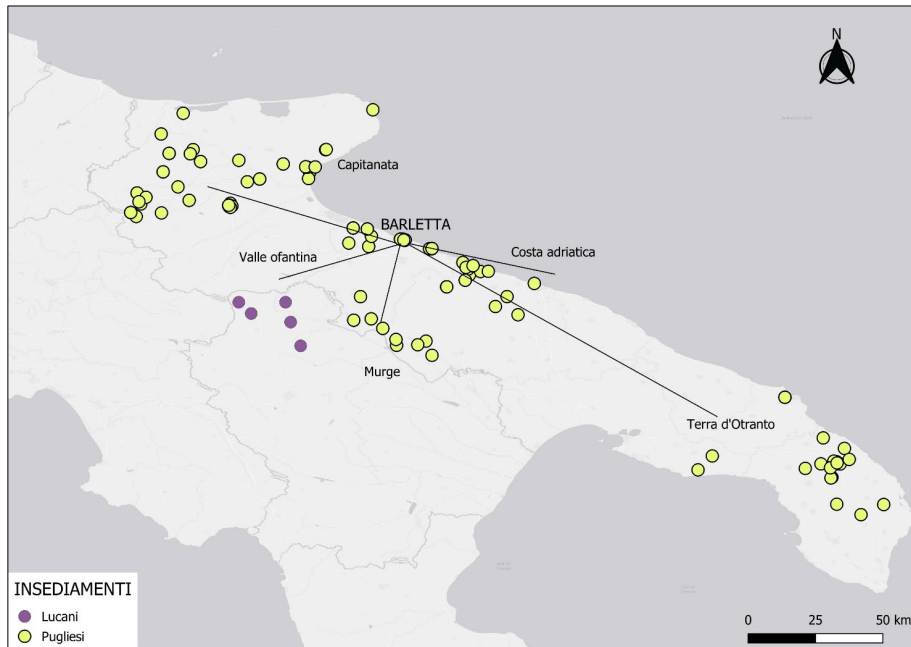 N
Capitanata
BARLETTA
Costa adriatica
Valle ofantina
Murge
Terra d'Otranto
INSEDIAMENTI
Lucani
Pugliesi
0 25 50 km